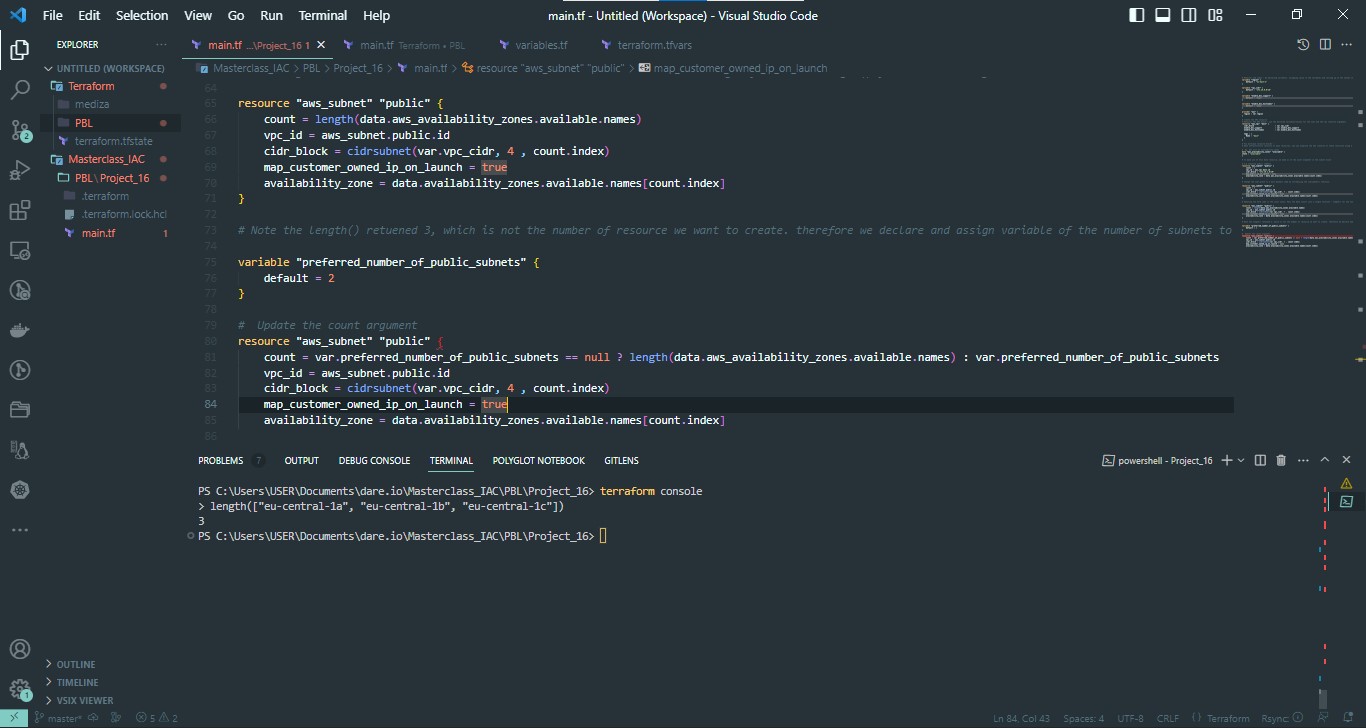 File Edit Selection View Go Run Terminal Help main.tf - Untitled (Workspace) - Visual Studio Code
EXPLORER
main.tf ...\Project_16 1 main.tf Terraform • PBL variables.tf terraform.tfvars
Masterclass_IAC > PBL > Project_16 > main.tf > resource "aws_subnet" "public" > map_customer_owned_ip_on_launch
UNTITLED (WORKSPACE)
Terraform
mediza
PBL
terraform.tfstate
Masterclass_IAC
PBL\Project_16
.terraform
.terraform.lock.hcl
main.tf 1
2
64
65 resource "aws_subnet" "public" {
66 count = length(data.aws_availability_zones.available.names)
67 vpc_id = aws_subnet.public.id
68 cidr_block = cidrsubnet(var.vpc_cidr, 4 , count.index)
69 map_customer_owned_ip_on_launch = true
70 availability_zone = data.availability_zones.available.names[count.index]
71 }
72
73 # Note the length() retuened 3, which is not the number of resource we want to create. therefore we declare and assign variable of the number of subnets to
74
75 variable "preferred_number_of_public_subnets" {
76 default = 2
77 }
78
79 # Update the count argument
80 resource "aws_subnet" "public" {
81 count = var.preferred_number_of_public_subnets == null ? length(data.aws_availability_zones.available.names) : var.preferred_number_of_public_subnets
82 vpc_id = aws_subnet.public.id
83 cidr_block = cidrsubnet(var.vpc_cidr, 4 , count.index)
84 map_customer_owned_ip_on_launch = true
85 availability_zone = data.availability_zones.available.names[count.index]
86
PROBLEMS 7 OUTPUT DEBUG CONSOLE TERMINAL POLYGLOT NOTEBOOK GITLENS powershell - Project_16
PS C:\Users\USER\Documents\dare.io\Masterclass_IAC\PBL\Project_16> terraform console
> length(["eu-central-1a", "eu-central-1b", "eu-central-1c"])
3
PS C:\Users\USER\Documents\dare.io\Masterclass_IAC\PBL\Project_16>
OUTLINE
TIMELINE
VSIX VIEWER
1
master* 5 2 Ln 84, Col 43 Spaces: 4 UTF-8 CRLF Terraform Rsync: